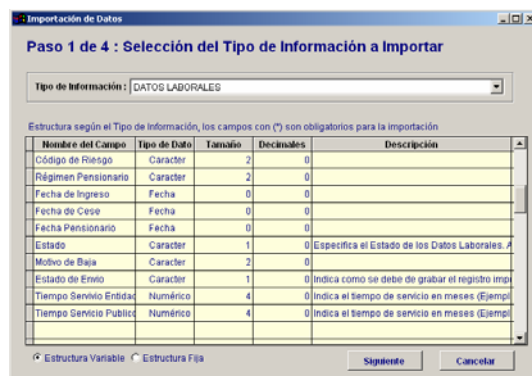 Importación de Datos
Paso 1 de 4 : Selección del Tipo de Información a Importar
Tipo de Información : DATOS LABORALES
Estructura según el Tipo de Información, los campos con (*) son obligatorios para la importación
Nombre del Campo Tipo de Dato Tamaño Decimales Descripción
Código de Riesgo Caracter 2 0
Régimen Pensionario Caracter 2 0
Fecha de Ingreso Fecha 0 0
Fecha de Cese Fecha 0 0
Fecha Pensionario Fecha 0 0
Estado Caracter 1 0 Especifica el Estado de los Datos Laborales. A
Motivo de Baja Caracter 2 0
Estado de Envio Caracter 1 0 Indica como se debe de grabar el registro imp
Tiempo Servivio Entidad Numérico 4 0 Indica el tiempo de servicio en meses (Ejempl
Tiempo Servicio Publico Numérico 4 0 Indica el tiempo de servicio en meses (Ejempl
Estructura Variable Estructura Fija Siguiente Cancelar